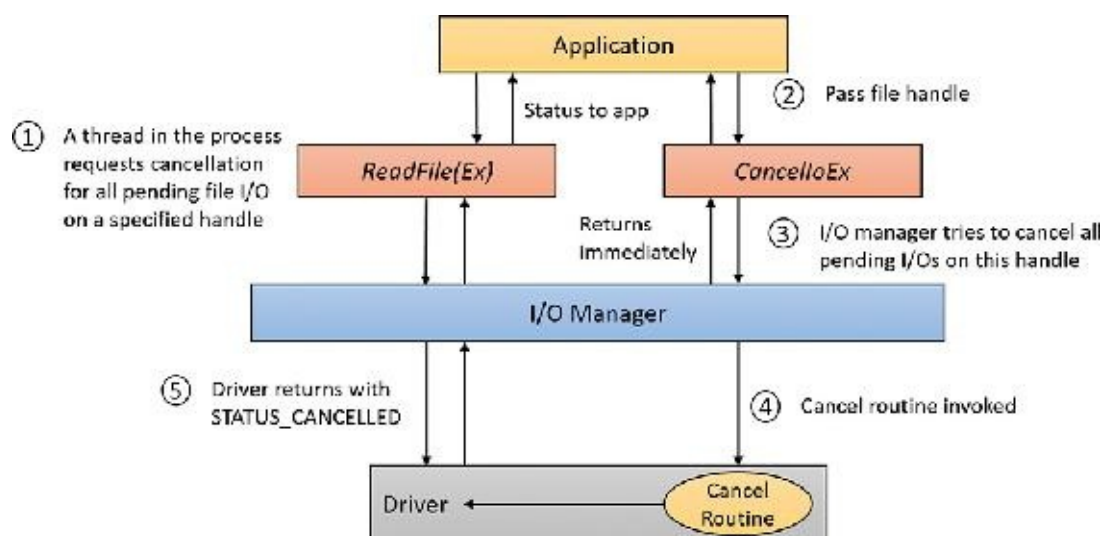 Application
② Pass file handle
Status to app
① A thread in the process
requests cancellation
for all pending file I/O
on a specified handle
ReadFile(Ex)
CancelIoEx
Returns
Immediately
③ I/O manager tries to cancel all
pending I/Os on this handle
I/O Manager
⑤ Driver returns with
STATUS_CANCELLED
④ Cancel routine invoked
Driver
Cancel
Routine